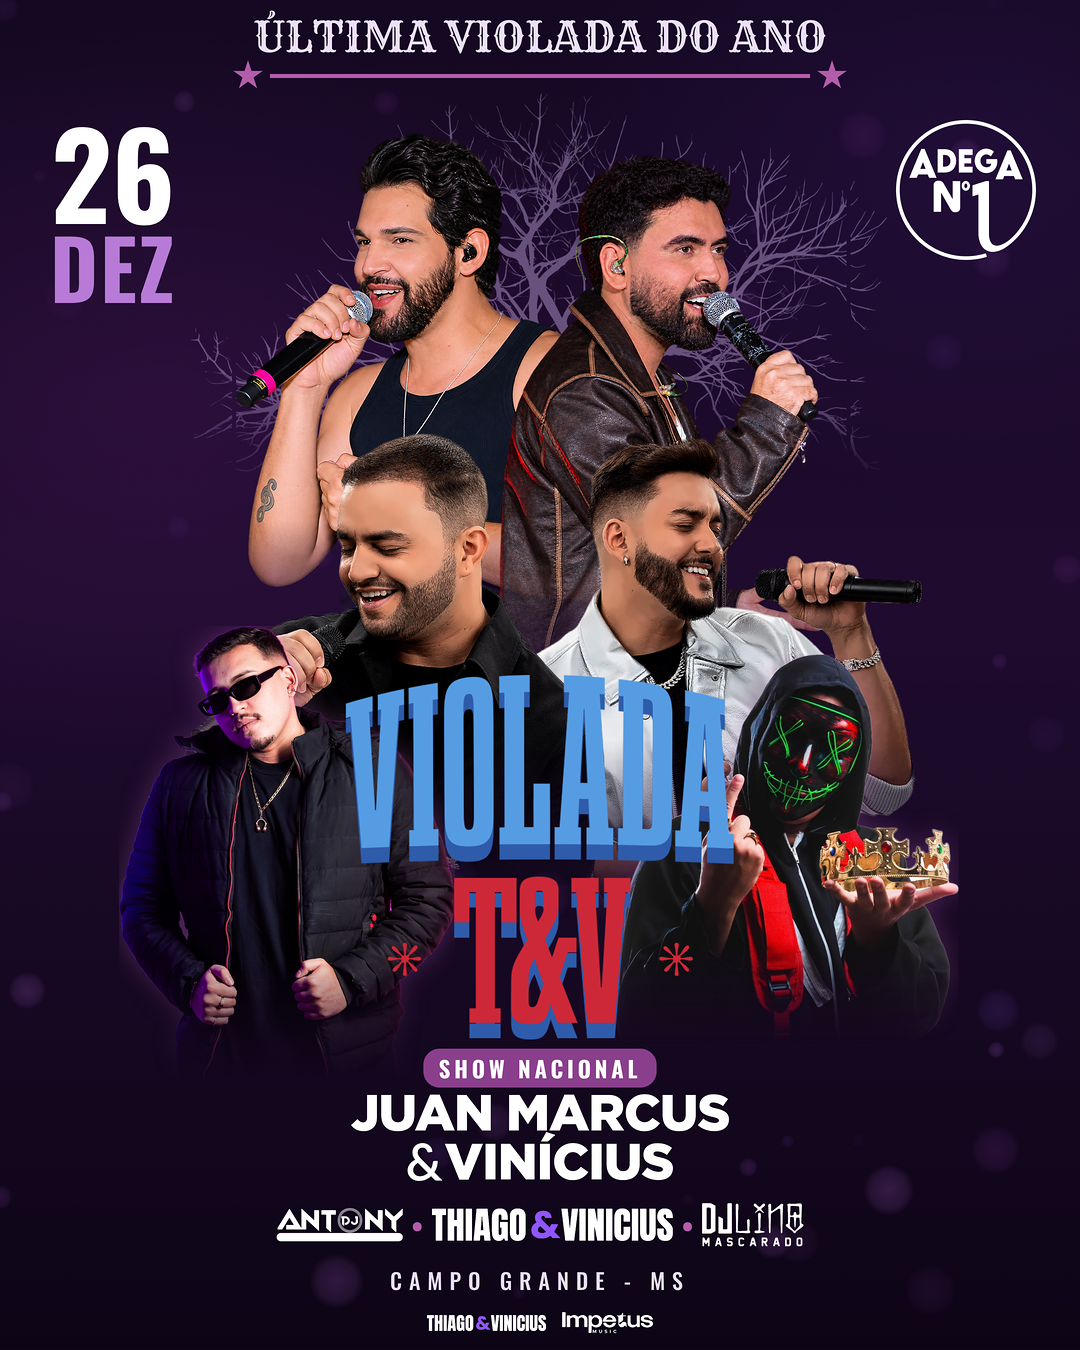 ÚLTIMA VIOLADA DO ANO
26
DEZ
ADEGA
Nº1
VIOLADA
T&V
SHOW NACIONAL
JUAN MARCUS
& VINÍCIUS
ANTONY DJ • THIAGO & VINICIUS • DJ LINO
MASCARADO
CAMPO GRANDE - MS
THIAGO & VINICIUS Impetus
MUSIC